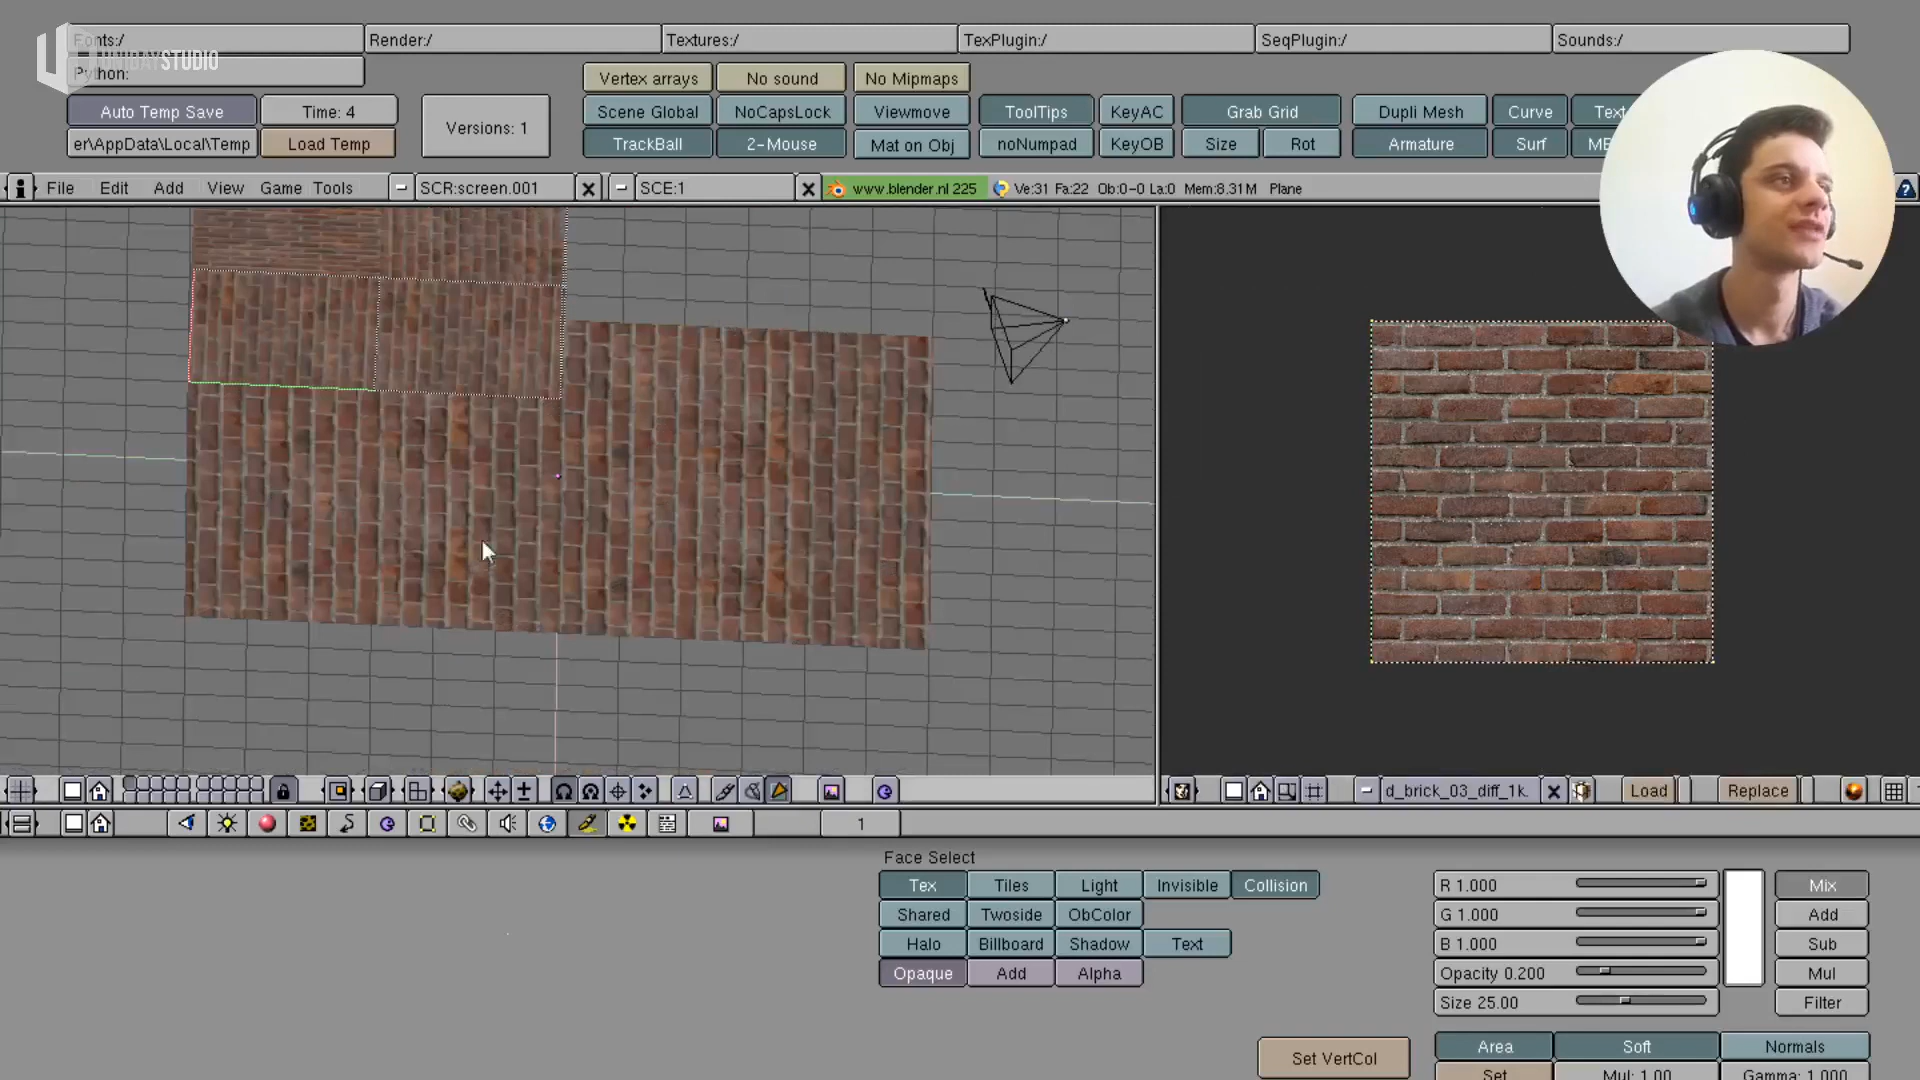 Fonts:/
Render:/
Textures:/
TexPlugin:/
SeqPlugin:/
Sounds:/
UNIDAYSTUDIO
Python:
Vertex arrays
No sound
No Mipmaps
Auto Temp Save
Time: 4
Versions: 1
Scene Global
NoCapsLock
Viewmove
ToolTips
KeyAC
Grab Grid
Dupli Mesh
Curve
Text
er\AppData\Local\Temp
Load Temp
TrackBall
2-Mouse
Mat on Obj
noNumpad
KeyOB
Size
Rot
Armature
Surf
File
Edit
Add
View
Game
Tools
SCR:screen.001
SCE:1
www.blender.nl 225
Ve:31 Fa:22 Ob:0-0 La:0 Mem:8.31M Plane
d_brick_03_diff_1k.
Load
Replace
1
Face Select
Tex
Tiles
Light
Invisible
Collision
Shared
Twoside
ObColor
Halo
Billboard
Shadow
Text
Opaque
Add
Alpha
R 1.000
G 1.000
B 1.000
Opacity 0.200
Size 25.00
Mix
Add
Sub
Mul
Filter
Set VertCol
Area
Soft
Normals
Set
Mul: 1.00
Gamma: 1.000